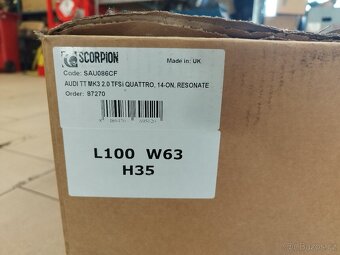 SCORPION
Made in: UK
Code: SAU086CF
AUDI TT MK3 2.0 TFSi QUATTRO, 14-ON, RESONATE
Order: 87270
L100 W63
H35